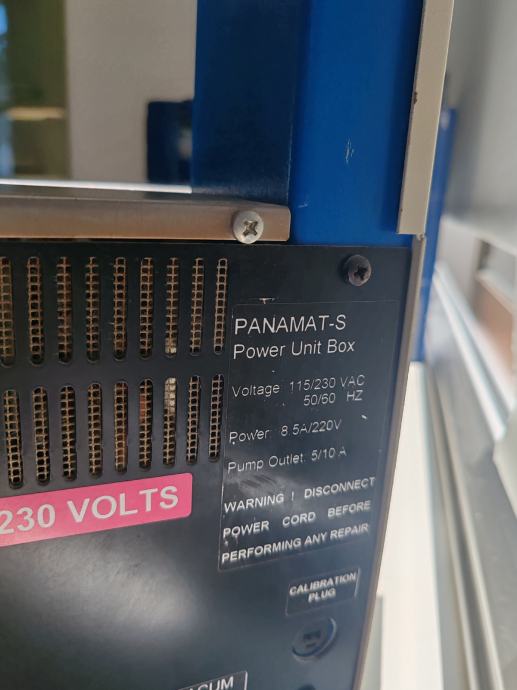 PANAMAT-S
Power Unit Box
Voltage 115/230 VAC
50/60 HZ
Power 8.5A/220V
Pump Outlet: 5/10 A
WARNING ! DISCONNECT
POWER CORD BEFORE
PERFORMING ANY REPAIR
230 VOLTS
CALIBRATION
PLUG